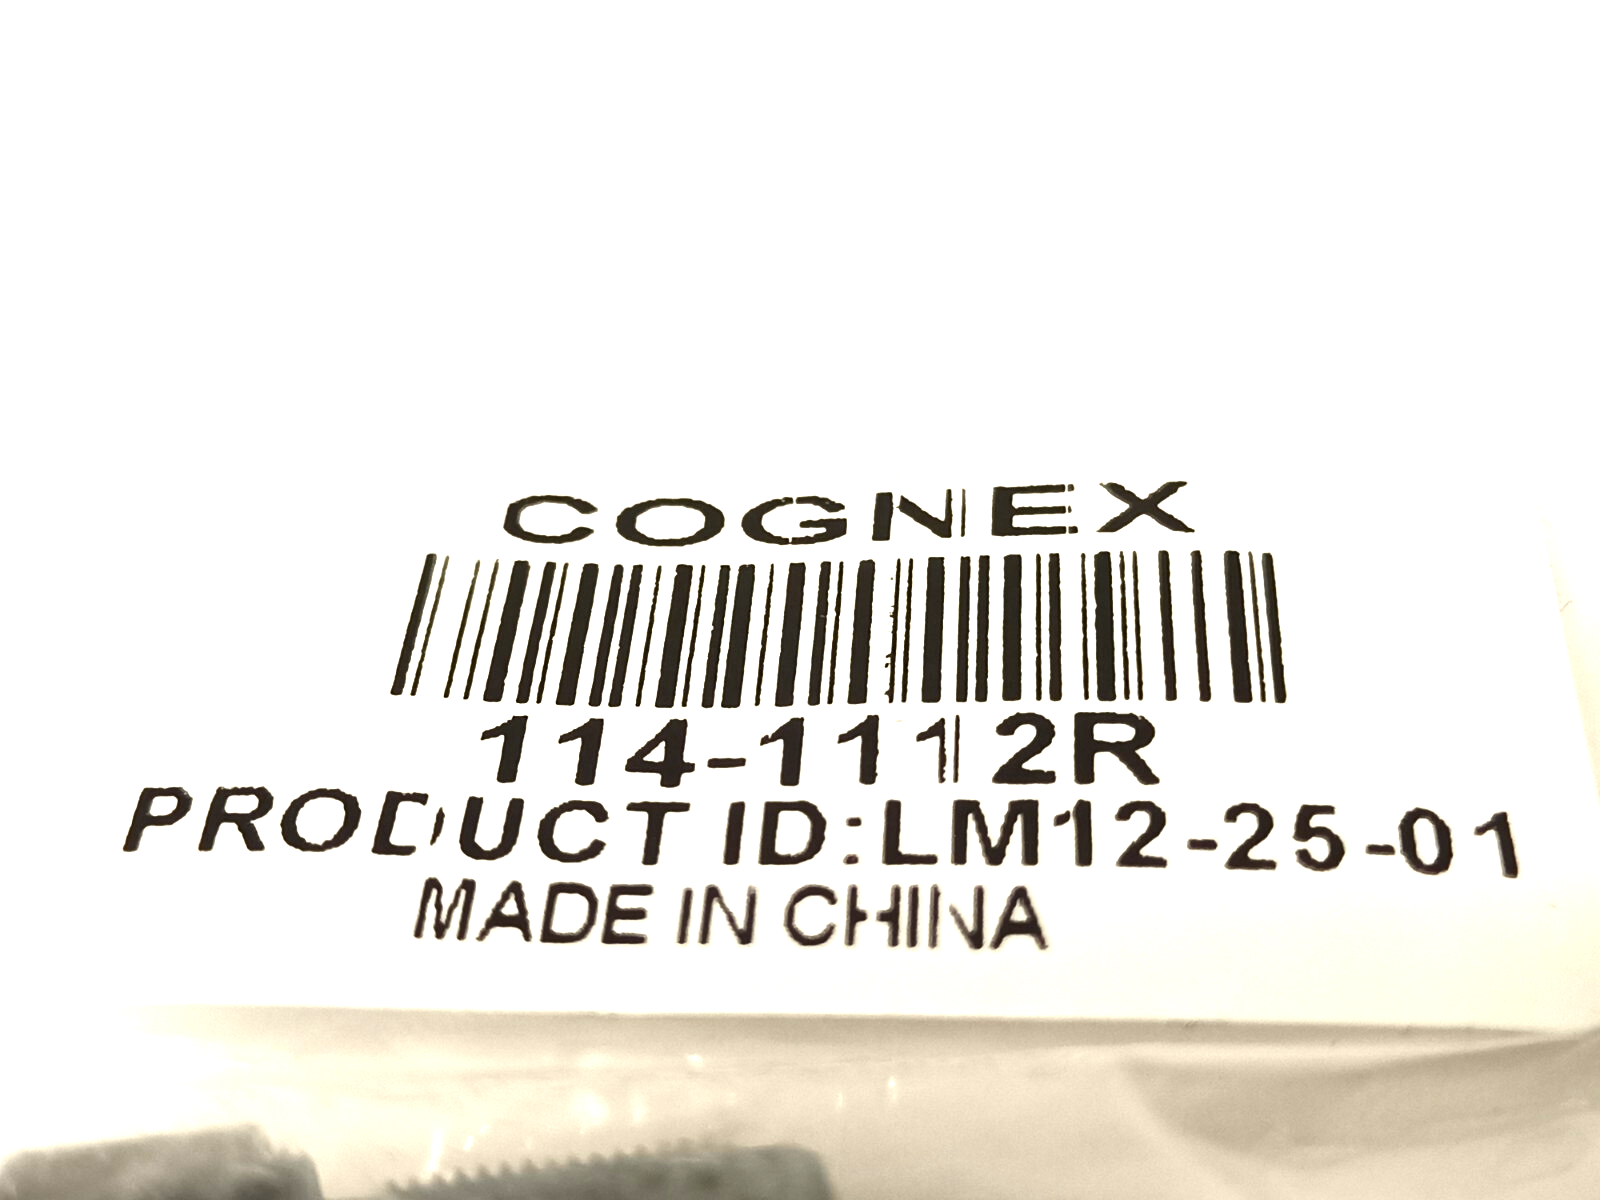 COGNEX
114-1112R
PRODUCT ID:LM12-25-01
MADE IN CHINA